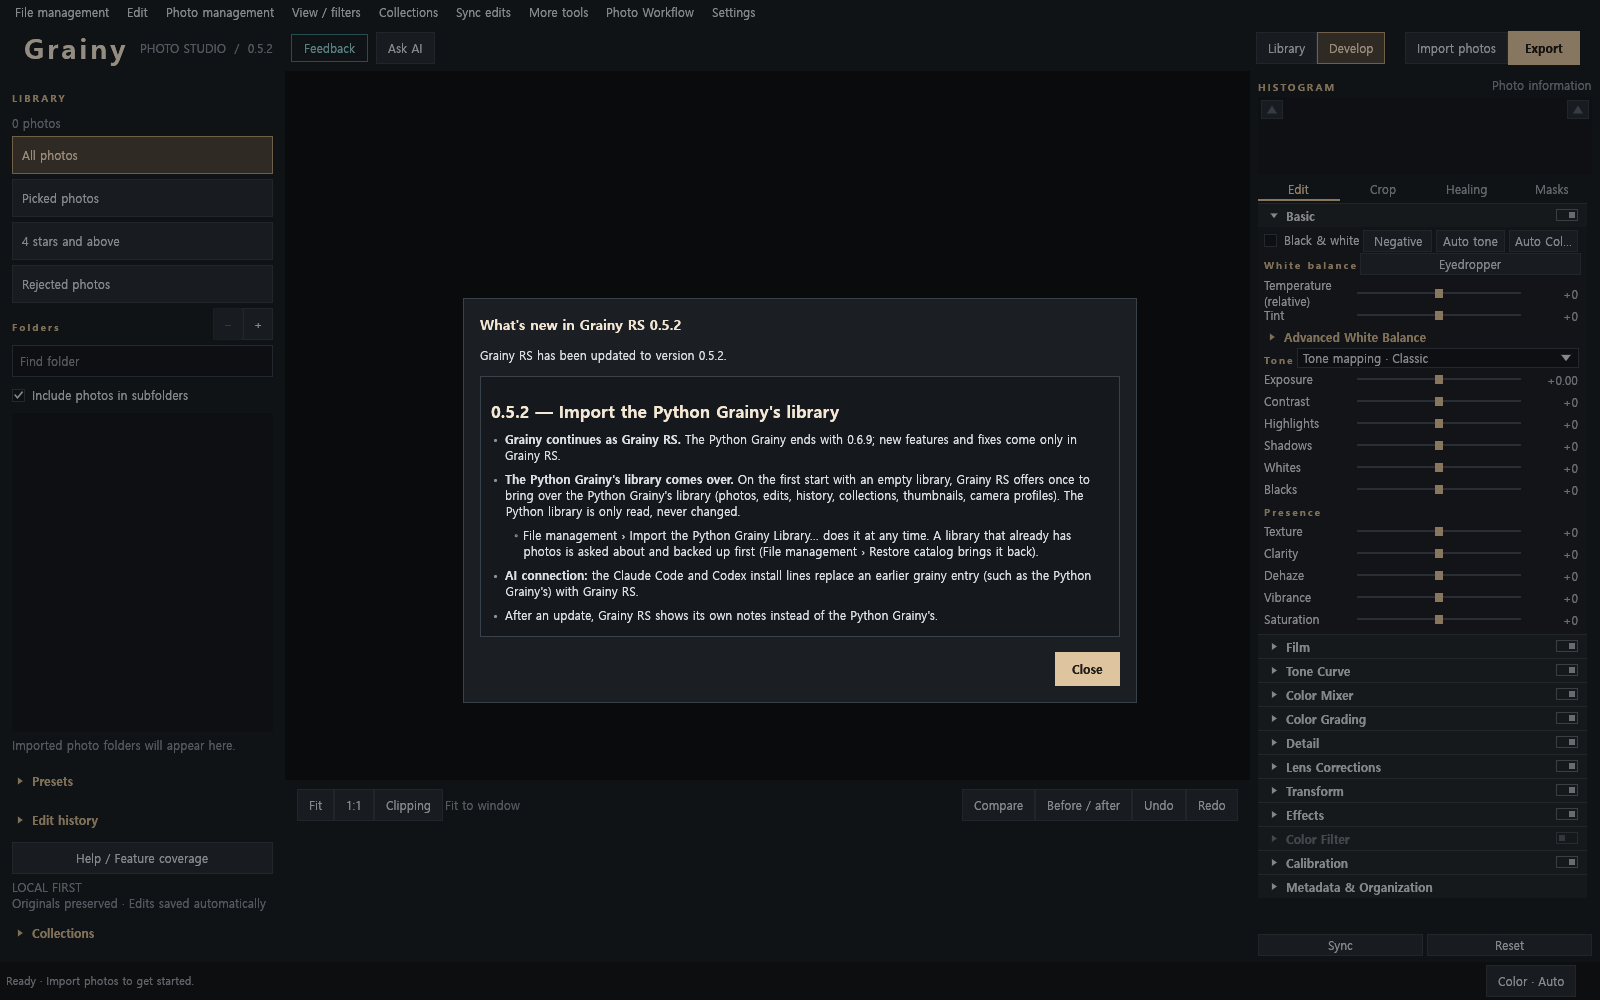 File management Edit Photo management View / filters Collections Sync edits More tools Photo Workflow Settings
Grainy PHOTO STUDIO / 0.5.2 Feedback Ask AI Library Develop Import photos Export
LIBRARY
0 photos
All photos
Picked photos
4 stars and above
Rejected photos
Folders - +
Find folder
Include photos in subfolders
Imported photo folders will appear here.
Presets
Edit history
Help / Feature coverage
LOCAL FIRST
Originals preserved · Edits saved automatically
Collections
What's new in Grainy RS 0.5.2
Grainy RS has been updated to version 0.5.2.
0.5.2 — Import the Python Grainy's library
• Grainy continues as Grainy RS. The Python Grainy ends with 0.6.9; new features and fixes come only in
Grainy RS.
• The Python Grainy's library comes over. On the first start with an empty library, Grainy RS offers once to
bring over the Python Grainy's library (photos, edits, history, collections, thumbnails, camera profiles). The
Python library is only read, never changed.
• File management › Import the Python Grainy Library... does it at any time. A library that already has
photos is asked about and backed up first (File management › Restore catalog brings it back).
• AI connection: the Claude Code and Codex install lines replace an earlier grainy entry (such as the Python
Grainy's) with Grainy RS.
• After an update, Grainy RS shows its own notes instead of the Python Grainy's.
Close
Fit 1:1 Clipping Fit to window Compare Before / after Undo Redo
HISTOGRAM Photo information
Edit Crop Healing Masks
Basic
Black & white Negative Auto tone Auto Col...
White balance Eyedropper
Temperature
(relative) +0
Tint +0
Advanced White Balance
Tone Tone mapping · Classic
Exposure +0.00
Contrast +0
Highlights +0
Shadows +0
Whites +0
Blacks +0
Presence
Texture +0
Clarity +0
Dehaze +0
Vibrance +0
Saturation +0
Film
Tone Curve
Color Mixer
Color Grading
Detail
Lens Corrections
Transform
Effects
Color Filter
Calibration
Metadata & Organization
Sync Reset
Ready · Import photos to get started. Color · Auto